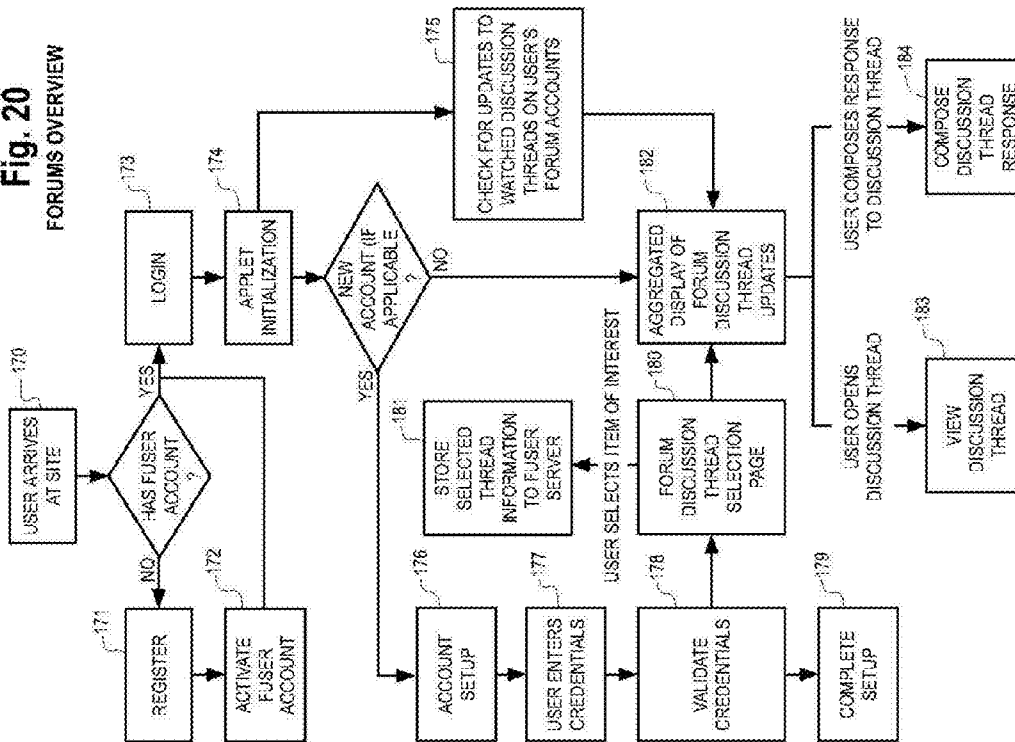 Fig. 20
FORUMS OVERVIEW
USER ARRIVES
AT SITE
170
HAS FUSER
ACCOUNT
?
NO
YES
REGISTER
171
ACTIVATE
FUSER
ACCOUNT
172
LOGIN
173
APPLET
INITIALIZATION
174
CHECK FOR UPDATES TO
WATCHED DISCUSSION
THREADS ON USER'S
FORUM ACCOUNTS
175
NEW
ACCOUNT (IF
APPLICABLE
?
YES
NO
ACCOUNT
SETUP
176
USER ENTERS
CREDENTIALS
177
VALIDATE
CREDENTIALS
178
COMPLETE
SETUP
179
STORE
SELECTED
THREAD
INFORMATION
TO FUSER
SERVER
181
USER SELECTS ITEM OF INTEREST
FORUM
DISCUSSION
THREAD
SELECTION
PAGE
180
AGGREGATED
DISPLAY OF
FORUM
DISCUSSION
THREAD
UPDATES
182
USER OPENS
DISCUSSION THREAD
VIEW
DISCUSSION
THREAD
183
USER COMPOSES RESPONSE
TO DISCUSSION THREAD
COMPOSE
DISCUSSION
THREAD
RESPONSE
184